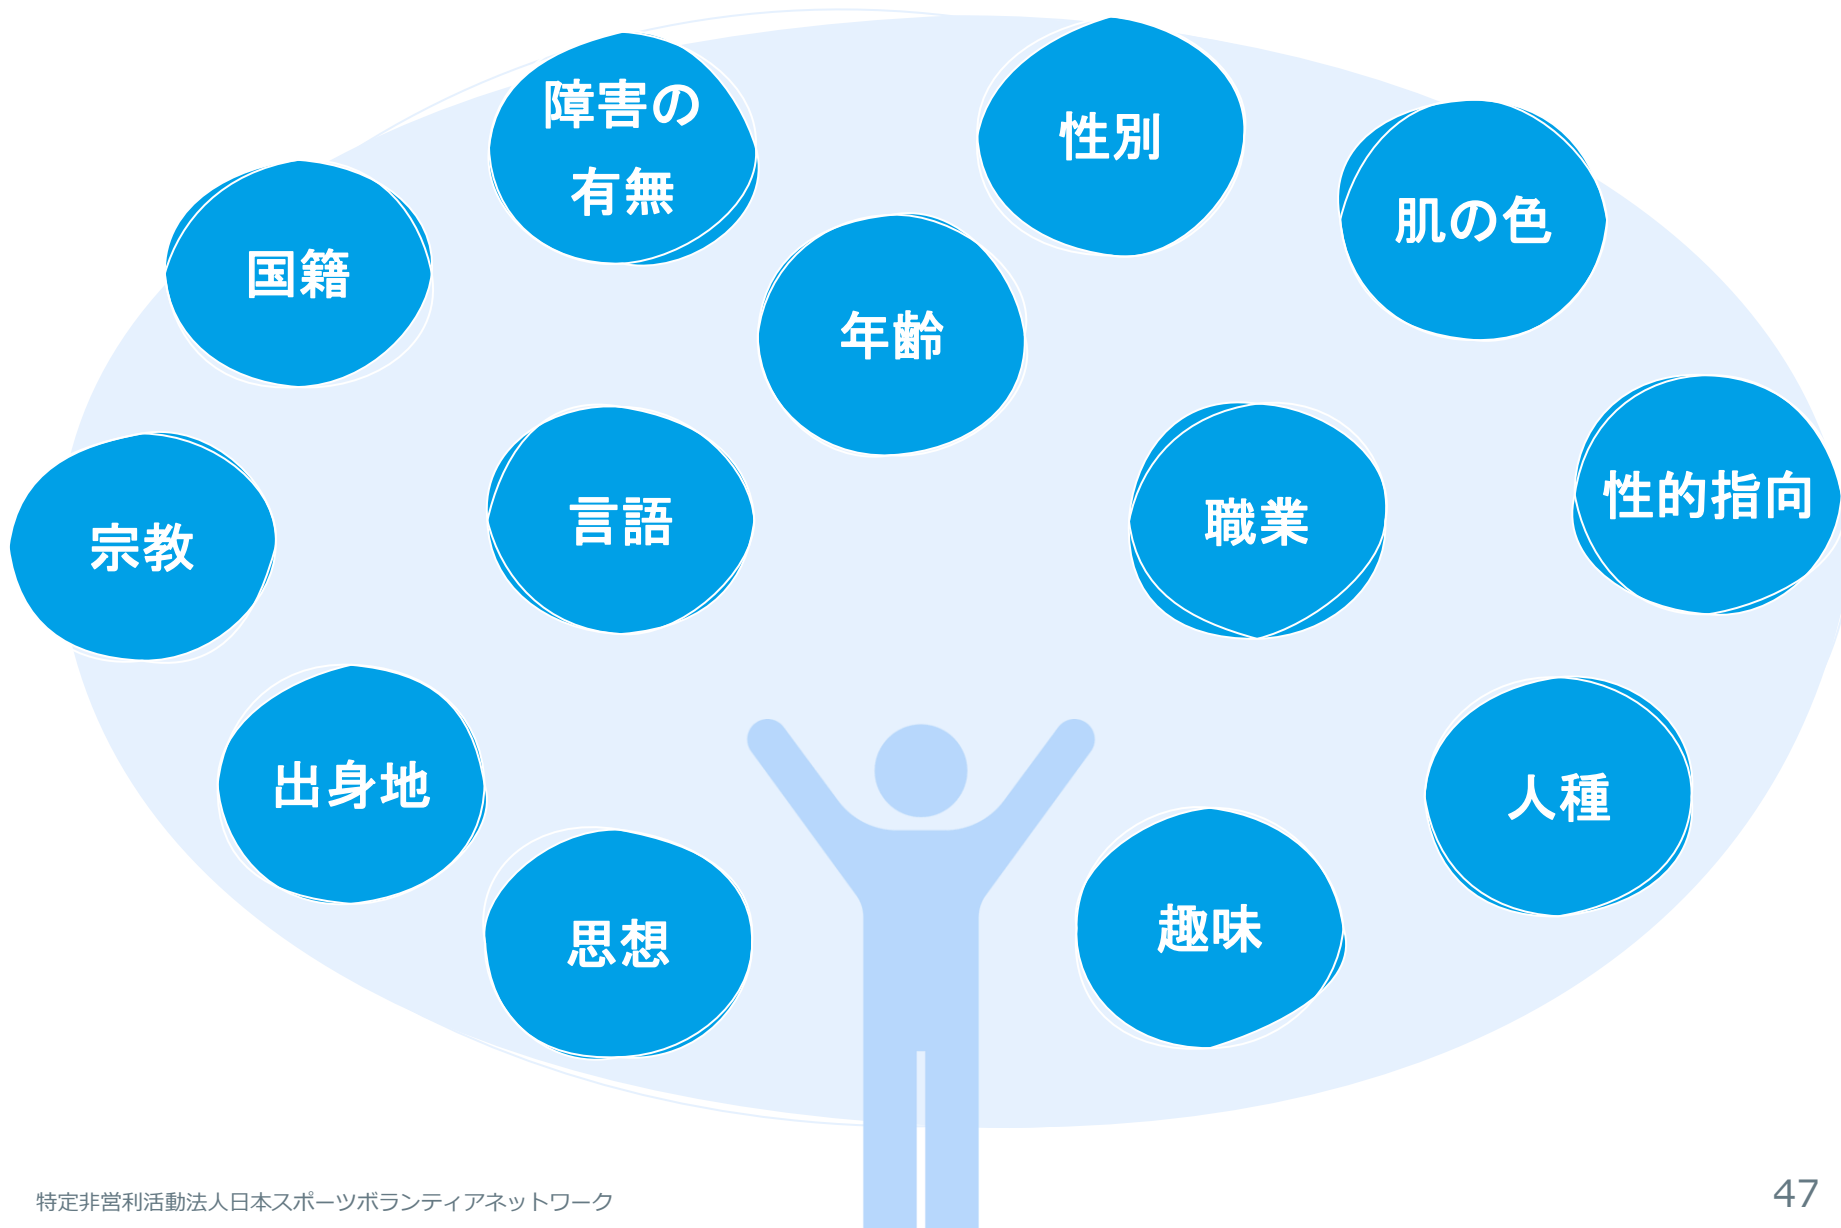 障害の
有無
性別
肌の色
国籍
年齢
性的指向
宗教
言語
職業
出身地
人種
思想
趣味
特定非営利活動法人日本スポーツボランティアネットワーク
47